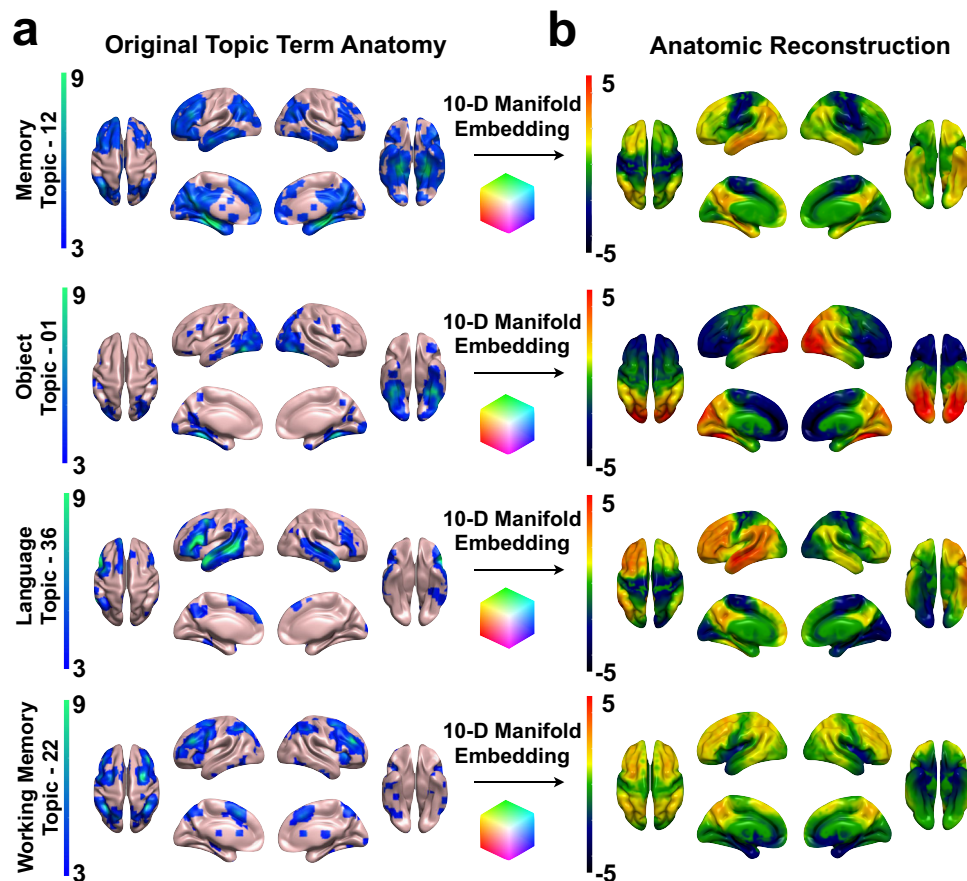 a
Original Topic Term Anatomy
b
Anatomic Reconstruction
Memory
Topic - 12
9
3
10-D Manifold
Embedding
5
-5
Object
Topic - 01
9
3
10-D Manifold
Embedding
5
-5
Language
Topic - 36
9
3
10-D Manifold
Embedding
5
-5
Working Memory
Topic - 22
9
3
10-D Manifold
Embedding
5
-5